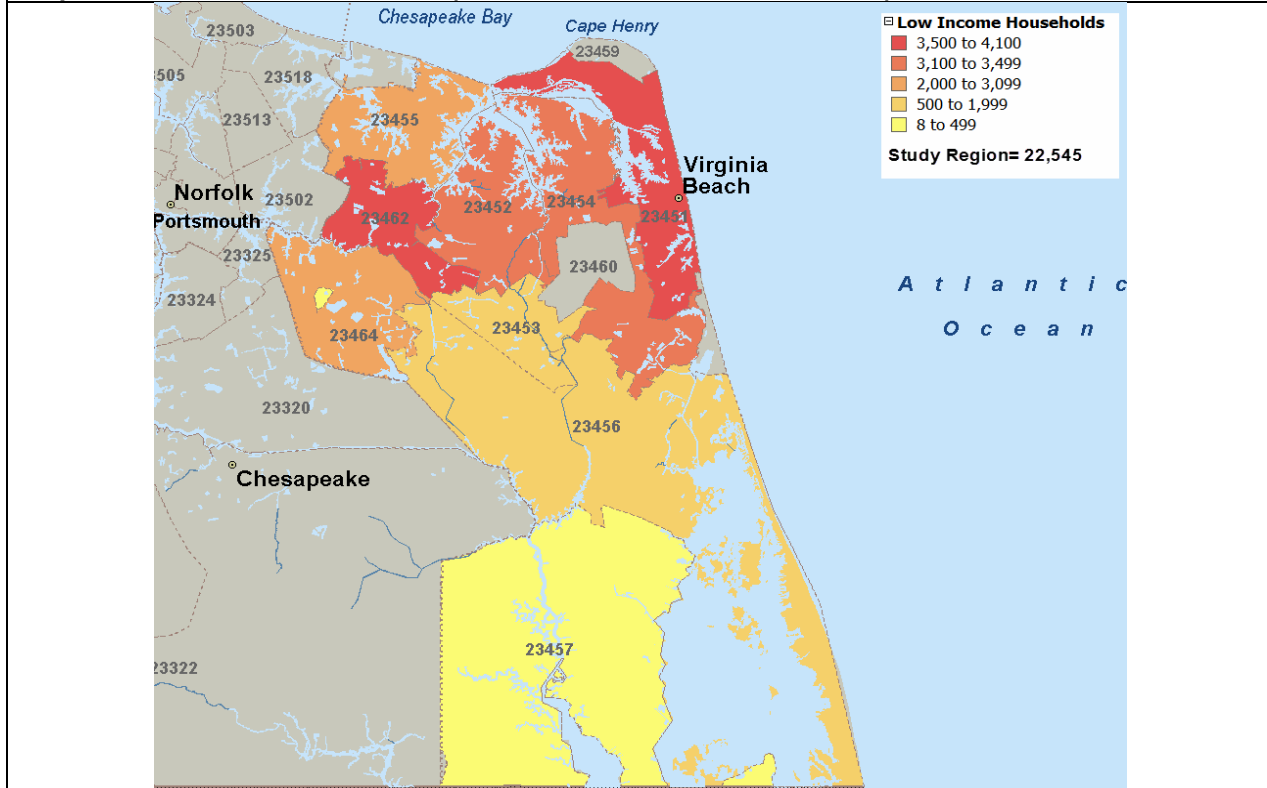 Chesapeake Bay
Cape Henry
23503
23459
505
23518
23513
23455
Low Income Households
3,500 to 4,100
3,100 to 3,499
2,000 to 3,099
500 to 1,999
8 to 499
Study Region= 22,545
Norfolk
Portsmouth
23502
23462
23452
23454
23451
Virginia
Beach
23325
23324
23460
23464
23453
Atlantic
Ocean
23320
23456
Chesapeake
23457
23322